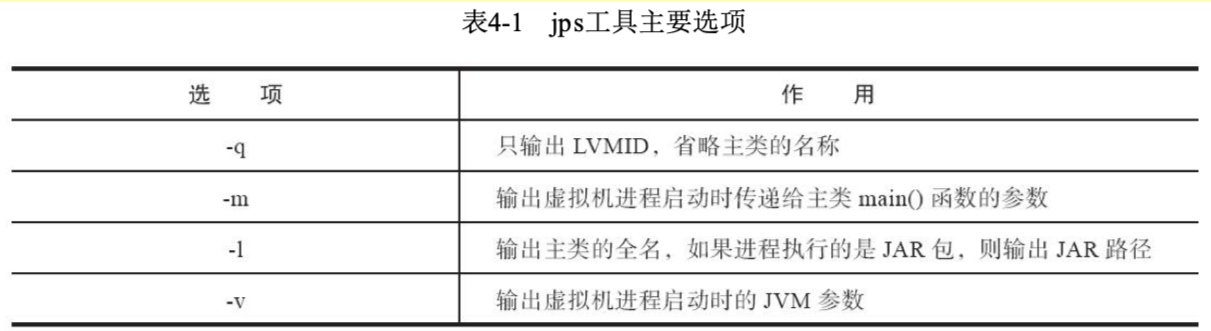 表4-1 jps工具主要选项
选 项 作 用
-q 只输出 LVMID，省略主类的名称
-m 输出虚拟机进程启动时传递给主类 main() 函数的参数
-l 输出主类的全名，如果进程执行的是 JAR 包，则输出 JAR 路径
-v 输出虚拟机进程启动时的 JVM 参数